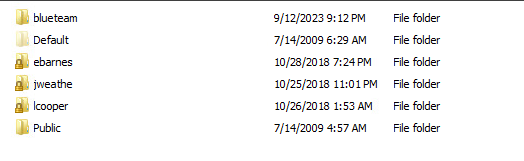 blueteam 9/12/2023 9:12 PM File folder
Default 7/14/2009 6:29 AM File folder
ebarnes 10/28/2018 7:24 PM File folder
jweathe 10/25/2018 11:01 PM File folder
lcooper 10/26/2018 1:53 AM File folder
Public 7/14/2009 4:57 AM File folder